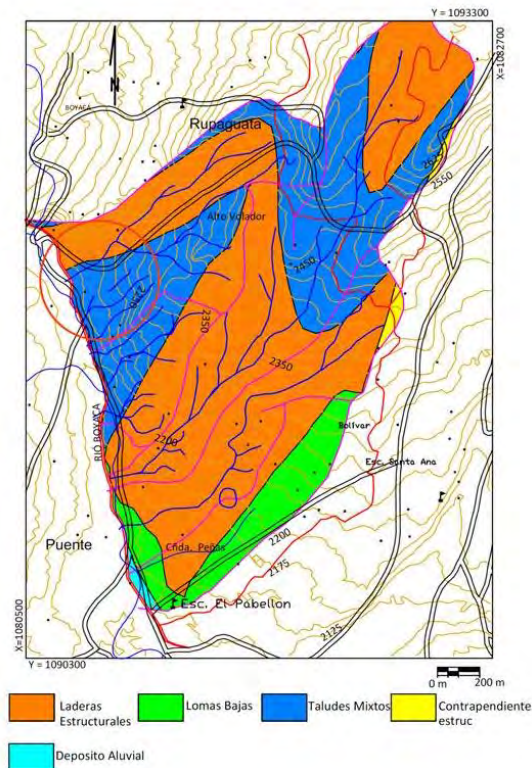 Y = 1093300
X=1082700
N
BOYACA
Rupaguata
2550
Alto Volador
2450
2350
2350
RIO BOYACA
2200
Bolívar
Esc. Santa Ana
Puente
Cñda. Peñas
2200
2175
Esc. El Pabellon
2125
X=1080500
Y = 1090300
0 m
200 m
Laderas
Estructurales
Lomas Bajas
Taludes Mixtos
Contrapendiente
estruc
Deposito Aluvial